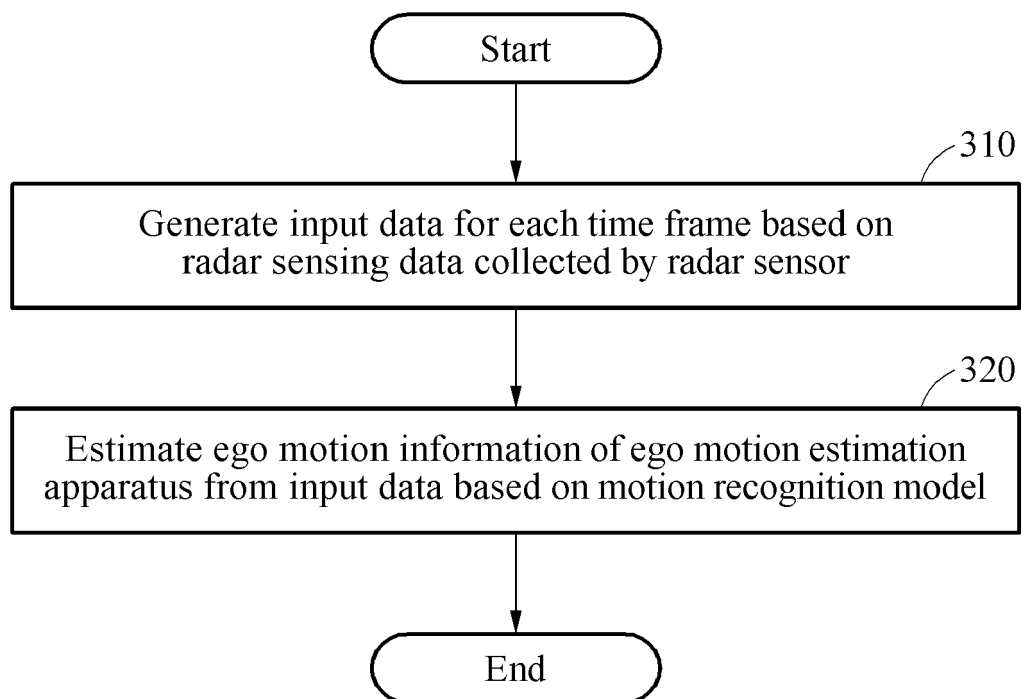 Start
310
Generate input data for each time frame based on
radar sensing data collected by radar sensor
320
Estimate ego motion information of ego motion estimation
apparatus from input data based on motion recognition model
End